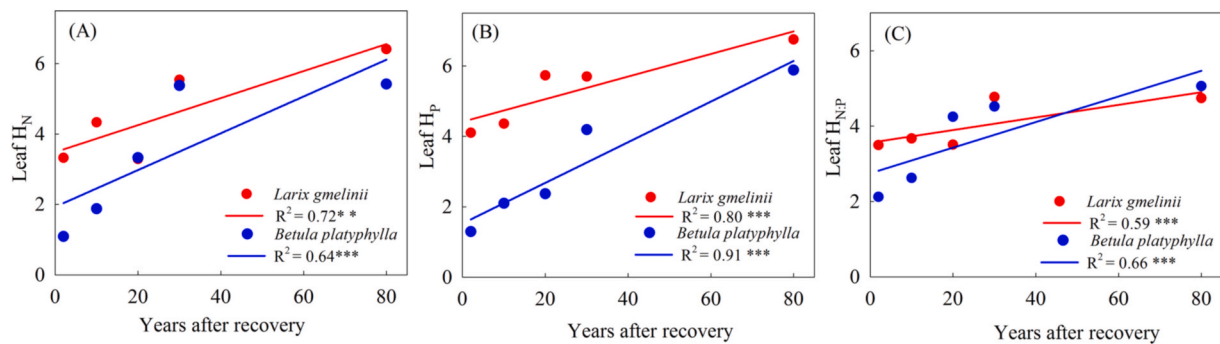 (A)
Leaf H_N
6
4
2
0
Larix gmelinii
R² = 0.72* *
Betula platyphylla
R² = 0.64***
0 20 40 60 80
Years after recovery
(B)
Leaf H_P
6
4
2
0
Larix gmelinii
R² = 0.80 ***
Betula platyphylla
R² = 0.91 ***
0 20 40 60 80
Years after recovery
(C)
Leaf H_N:P
6
4
2
0
Larix gmelinii
R² = 0.59 ***
Betula platyphylla
R² = 0.66 ***
0 20 40 60 80
Years after recovery